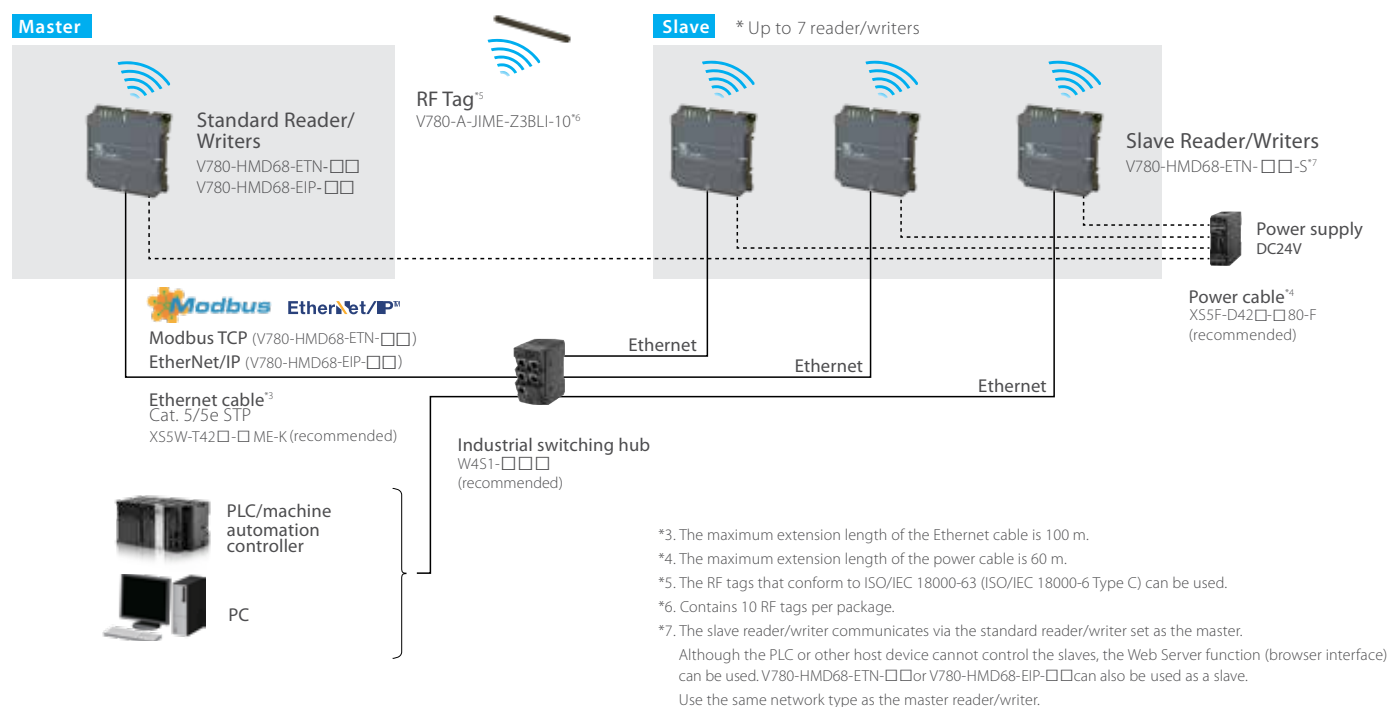 Master
Slave
* Up to 7 reader/writers
Standard Reader/
Writers
V780-HMD68-ETN-□□
V780-HMD68-EIP-□□
RF Tag*5
V780-A-JIME-Z3BLI-10*6
Slave Reader/Writers
V780-HMD68-ETN-□□-S*7
Power supply
DC24V
Power cable*4
XS5F-D42□-□80-F
(recommended)
Modbus
EtherNet/IP™
Modbus TCP (V780-HMD68-ETN-□□)
EtherNet/IP (V780-HMD68-EIP-□□)
Ethernet
Ethernet
Ethernet
Ethernet cable*3
Cat. 5/5e STP
XS5W-T42□-□ME-K (recommended)
Industrial switching hub
W4S1-□□□
(recommended)
PLC/machine
automation
controller
PC
*3. The maximum extension length of the Ethernet cable is 100 m.
*4. The maximum extension length of the power cable is 60 m.
*5. The RF tags that conform to ISO/IEC 18000-63 (ISO/IEC 18000-6 Type C) can be used.
*6. Contains 10 RF tags per package.
*7. The slave reader/writer communicates via the standard reader/writer set as the master.
Although the PLC or other host device cannot control the slaves, the Web Server function (browser interface)
can be used. V780-HMD68-ETN-□□or V780-HMD68-EIP-□□can also be used as a slave.
Use the same network type as the master reader/writer.